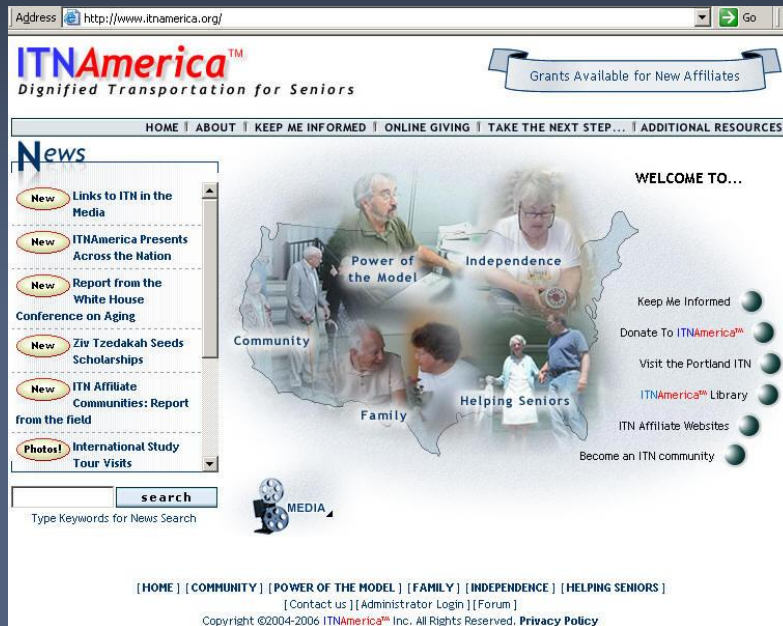 Address http://www.itnamerica.org/ Go
ITNAmerica™
Dignified Transportation for Seniors
Grants Available for New Affiliates
HOME ABOUT KEEP ME INFORMED ONLINE GIVING TAKE THE NEXT STEP... ADDITIONAL RESOURCES
News
New Links to ITN in the
Media
New ITNAmerica Presents
Across the Nation
New Report from the
White House
Conference on Aging
New Ziv Tzedakah Seeds
Scholarships
New ITN Affiliate
Communities: Report
from the field
Photos! International Study
Tour Visits
search
Type Keywords for News Search
Power of
the Model
Independence
Community
Family
Helping Seniors
MEDIA
WELCOME TO...
Keep Me Informed
Donate To ITNAmerica™
Visit the Portland ITN
ITNAmerica™ Library
ITN Affiliate Websites
Become an ITN community
[ HOME ] [ COMMUNITY ] [ POWER OF THE MODEL ] [ FAMILY ] [ INDEPENDENCE ] [ HELPING SENIORS ]
[ Contact us ] [ Administrator Login ] [ Forum ]
Copyright ©2004-2006 ITNAmerica™ Inc. All Rights Reserved. Privacy Policy